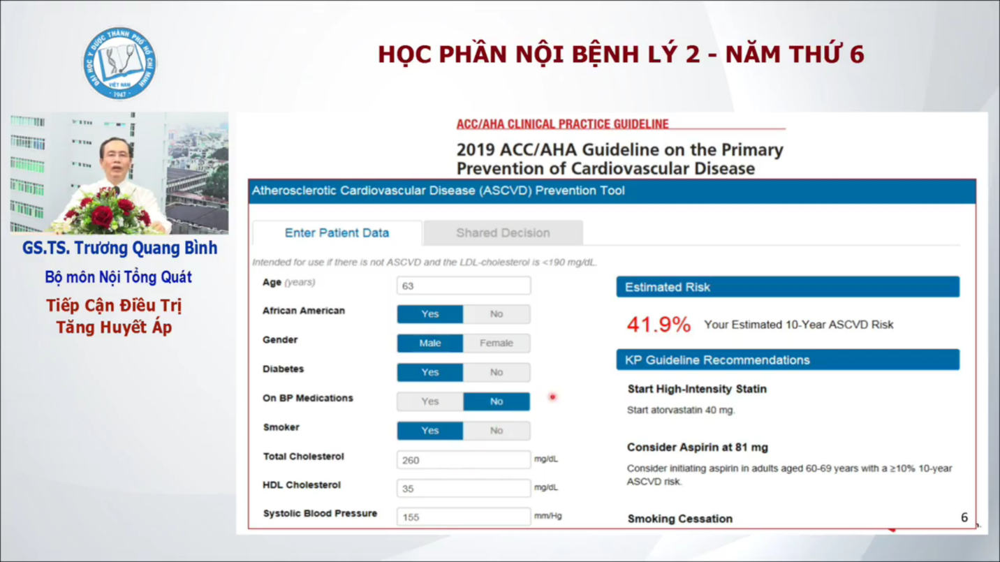 ĐẠI HỌC Y DƯỢC THÀNH PHỐ HỒ CHÍ MINH
VIỆT NAM
1947
HỌC PHẦN NỘI BỆNH LÝ 2 - NĂM THỨ 6
GS.TS. Trương Quang Bình
Bộ môn Nội Tổng Quát
Tiếp Cận Điều Trị
Tăng Huyết Áp
ACC/AHA CLINICAL PRACTICE GUIDELINE
2019 ACC/AHA Guideline on the Primary
Prevention of Cardiovascular Disease
Atherosclerotic Cardiovascular Disease (ASCVD) Prevention Tool
Enter Patient Data Shared Decision
Intended for use if there is not ASCVD and the LDL-cholesterol is <190 mg/dL.
Age (years) 63
African American Yes No
Gender Male Female
Diabetes Yes No
On BP Medications Yes No
Smoker Yes No
Total Cholesterol 260 mg/dL
HDL Cholesterol 35 mg/dL
Systolic Blood Pressure 155 mm/Hg
Estimated Risk
41.9% Your Estimated 10-Year ASCVD Risk
KP Guideline Recommendations
Start High-Intensity Statin
Start atorvastatin 40 mg.
Consider Aspirin at 81 mg
Consider initiating aspirin in adults aged 60-69 years with a ≥10% 10-year
ASCVD risk.
Smoking Cessation
6